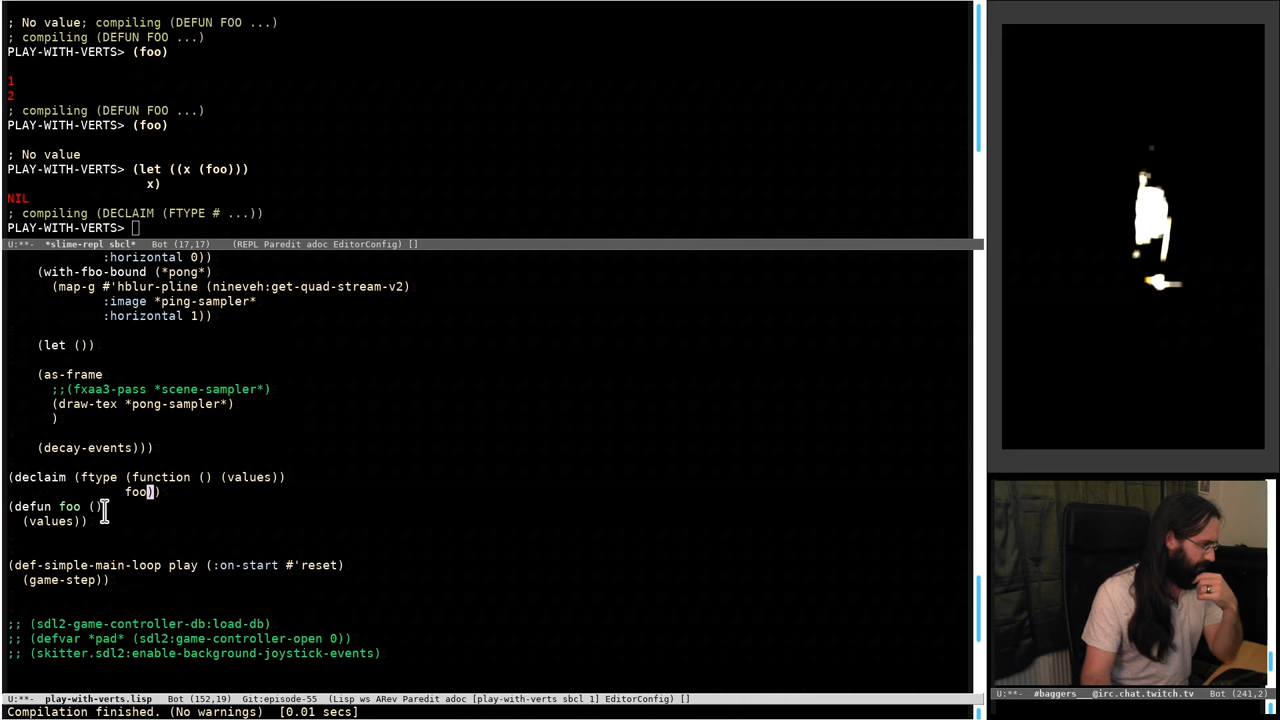 ; No value; compiling (DEFUN FOO ...)
; compiling (DEFUN FOO ...)
PLAY-WITH-VERTS> (foo)
1
2
; compiling (DEFUN FOO ...)
PLAY-WITH-VERTS> (foo)
; No value
PLAY-WITH-VERTS> (let ((x (foo)))
x)
NIL
; compiling (DECLAIM (FTYPE # ...))
PLAY-WITH-VERTS>
U:**-  *slime-repl sbcl*   Bot (17,17)    (REPL Paredit adoc EditorConfig) []
:horizontal 0))
(with-fbo-bound (*pong*)
(map-g #'hblur-pline (nineveh:get-quad-stream-v2)
:image *ping-sampler*
:horizontal 1))
(let ())
(as-frame
;;(fxaa3-pass *scene-sampler*)
(draw-tex *pong-sampler*)
)
(decay-events)))
(declaim (ftype (function () (values))
foo))
(defun foo ()
(values))
(def-simple-main-loop play (:on-start #'reset)
(game-step))
;; (sdl2-game-controller-db:load-db)
;; (defvar *pad* (sdl2:game-controller-open 0))
;; (skitter.sdl2:enable-background-joystick-events)
U:**-  play-with-verts.lisp   Bot (152,19)   Git:episode-55  (Lisp ws ARev Paredit adoc [play-with-verts sbcl 1] EditorConfig) []
Compilation finished. (No warnings)  [0.01 secs]
U:**-  #baggers___@irc.chat.twitch.tv   Bot (241,2)